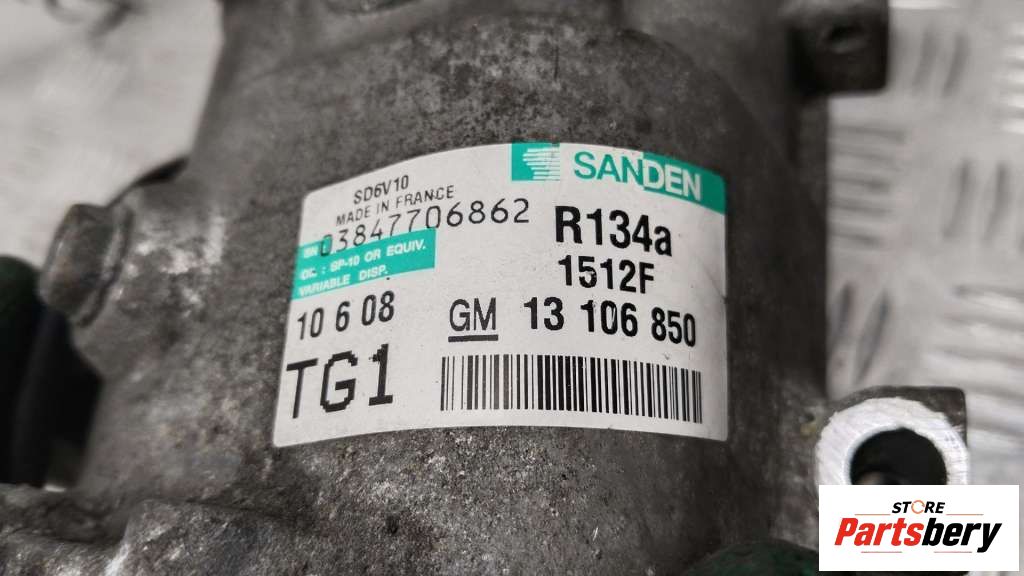 SANDEN
SD6V10
MADE IN FRANCE
SN 03847706862
R134a
OIL : SP-10 OR EQUIV.
VARIABLE DISP.
1512F
10 6 08
GM 13 106 850
TG1
STORE
Partsbery